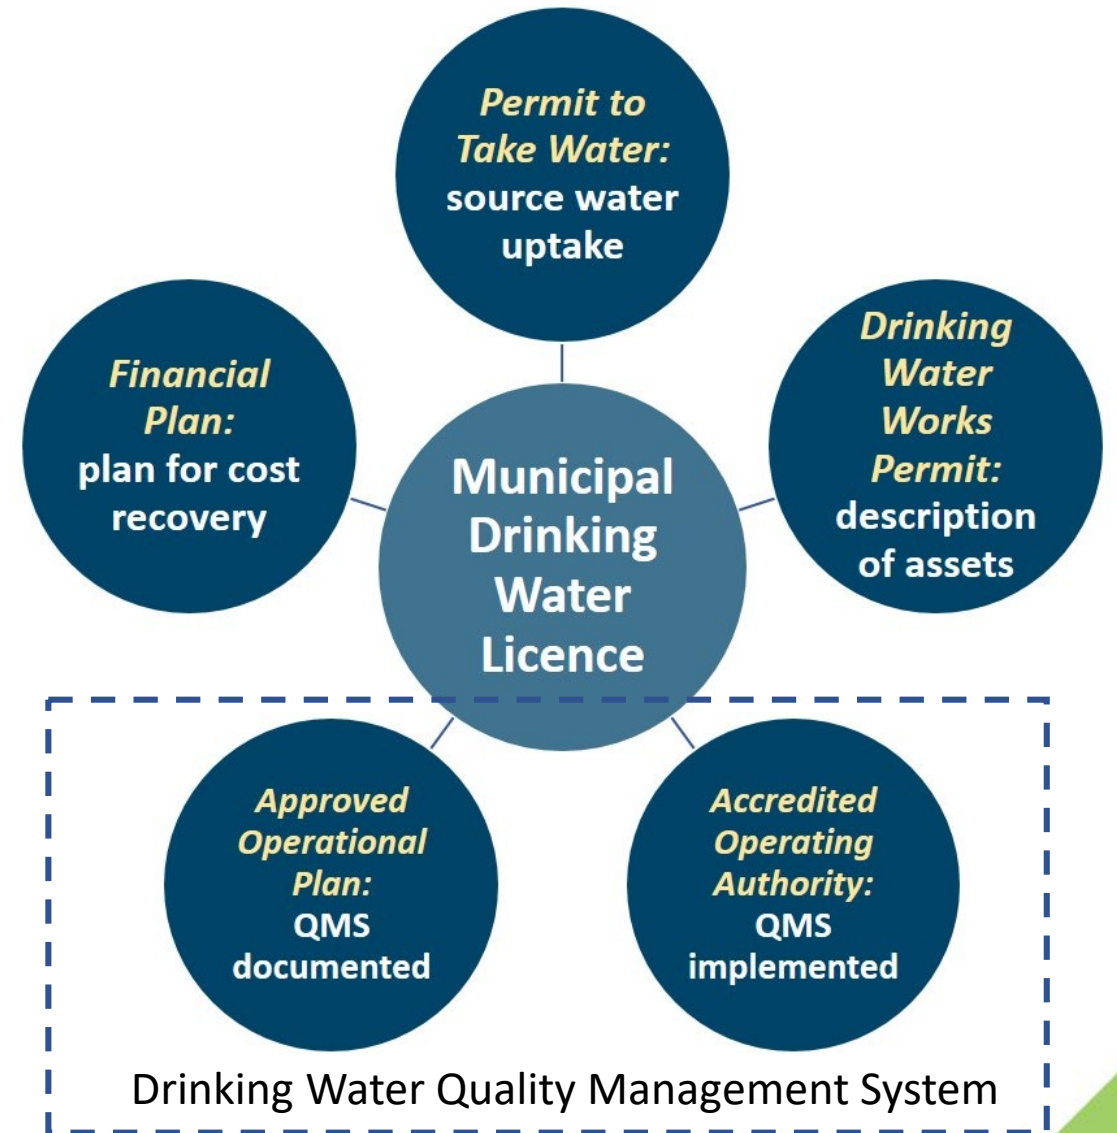 Permit to
Take Water:
source water
uptake
Financial
Plan:
plan for cost
recovery
Drinking
Water
Works
Permit:
description
of assets
Municipal
Drinking
Water
Licence
Approved
Operational
Plan:
QMS
documented
Accredited
Operating
Authority:
QMS
implemented
Drinking Water Quality Management System